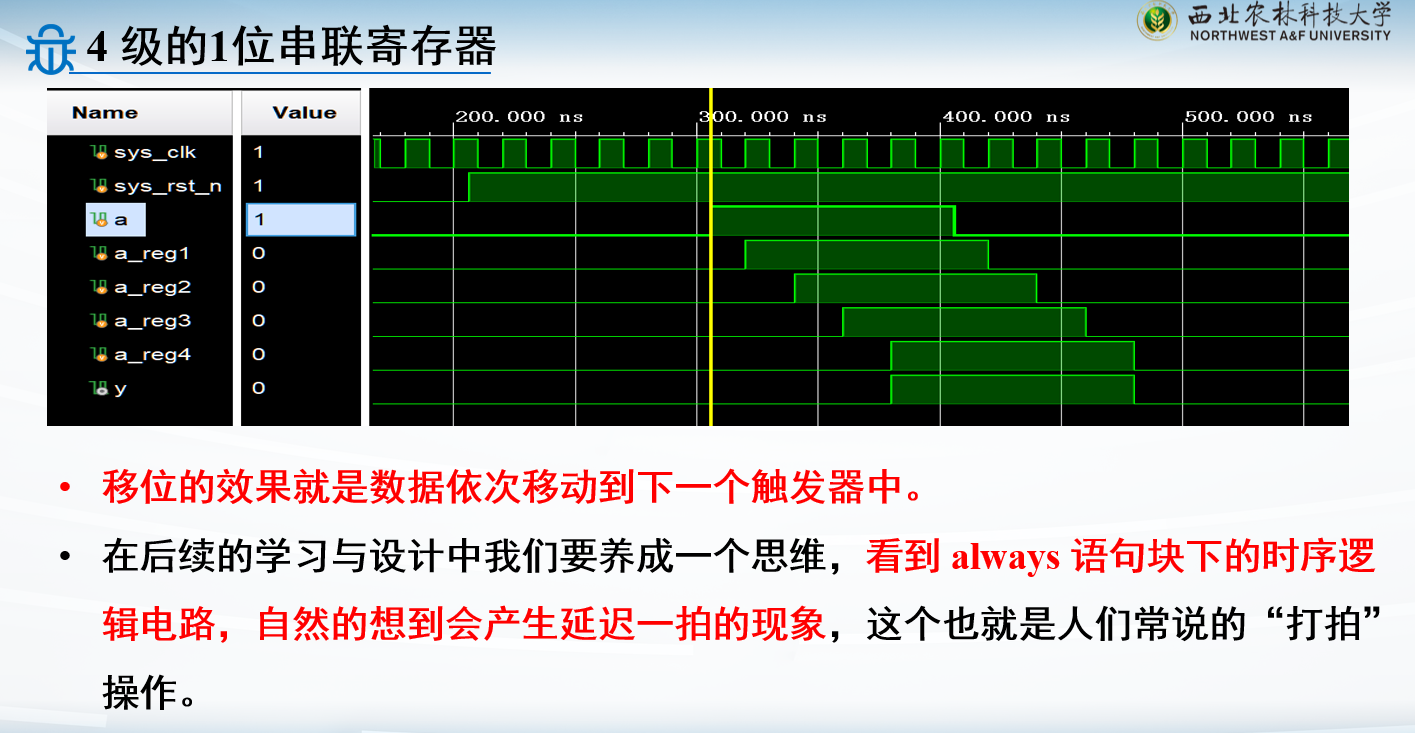 西北农林科技大学
NORTHWEST A&F UNIVERSITY
4 级的1位串联寄存器
Name Value
200.000 ns 300.000 ns 400.000 ns 500.000 ns
sys_clk 1
sys_rst_n 1
a 1
a_reg1 0
a_reg2 0
a_reg3 0
a_reg4 0
y 0
• 移位的效果就是数据依次移动到下一个触发器中。
• 在后续的学习与设计中我们要养成一个思维，看到 always 语句块下的时序逻
辑电路，自然的想到会产生延迟一拍的现象，这个也就是人们常说的“打拍”
操作。